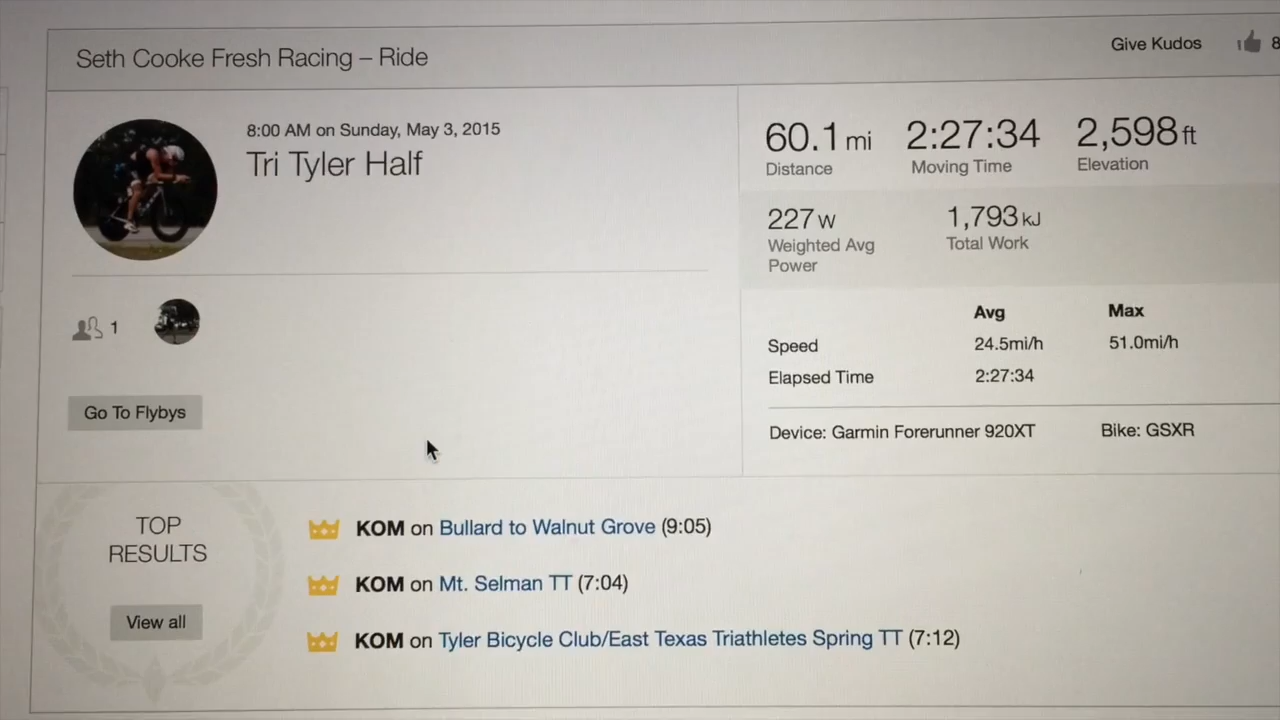 Seth Cooke Fresh Racing – Ride
Give Kudos 8
8:00 AM on Sunday, May 3, 2015
Tri Tyler Half
60.1 mi 2:27:34 2,598 ft
Distance Moving Time Elevation
227 W 1,793 kJ
Weighted Avg Total Work
Power
1
Avg Max
Speed 24.5mi/h 51.0mi/h
Elapsed Time 2:27:34
Go To Flybys
Device: Garmin Forerunner 920XT Bike: GSXR
TOP
RESULTS
View all
KOM on Bullard to Walnut Grove (9:05)
KOM on Mt. Selman TT (7:04)
KOM on Tyler Bicycle Club/East Texas Triathletes Spring TT (7:12)